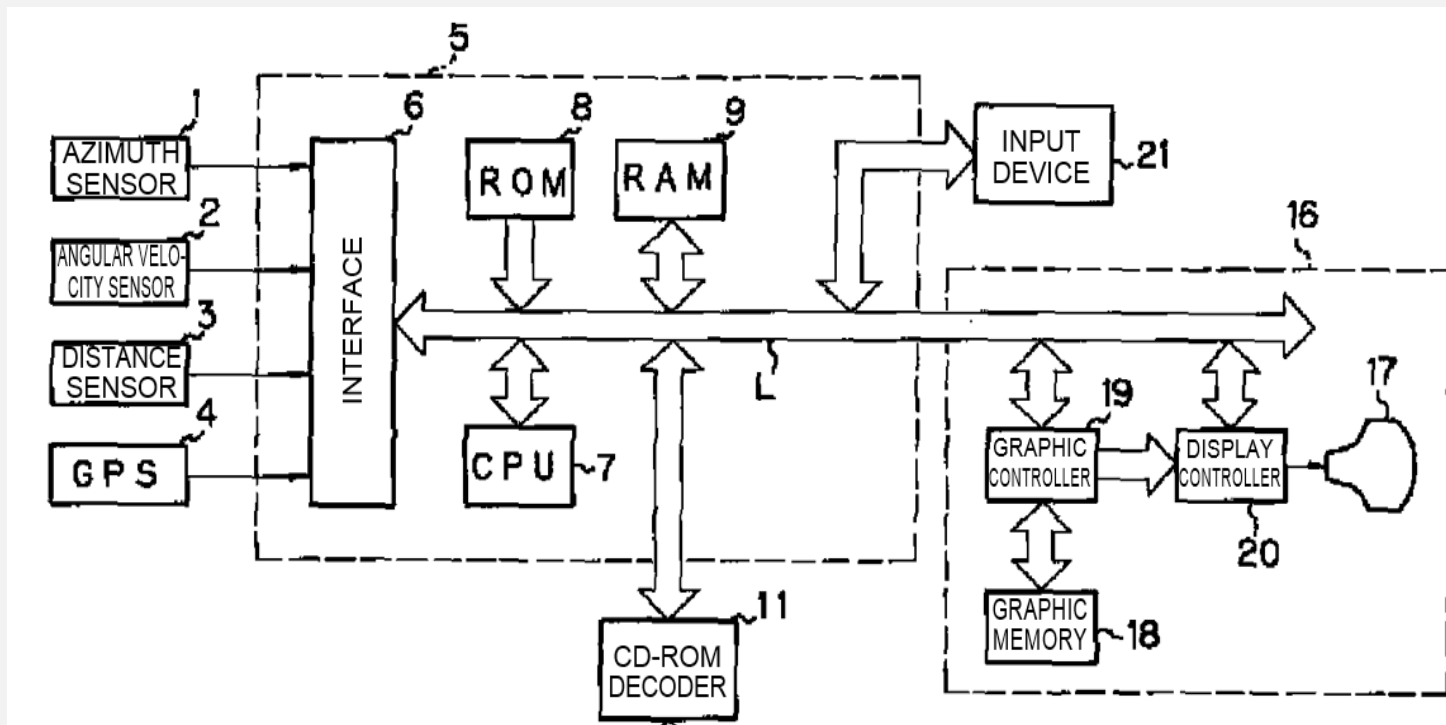 5
1
6
8
9
AZIMUTH
SENSOR
INTERFACE
ROM
RAM
INPUT
DEVICE
21
2
ANGULAR VELO-
CITY SENSOR
16
3
DISTANCE
SENSOR
L
17
4
GPS
CPU
7
19
GRAPHIC
CONTROLLER
DISPLAY
CONTROLLER
20
11
CD-ROM
DECODER
GRAPHIC
MEMORY
18